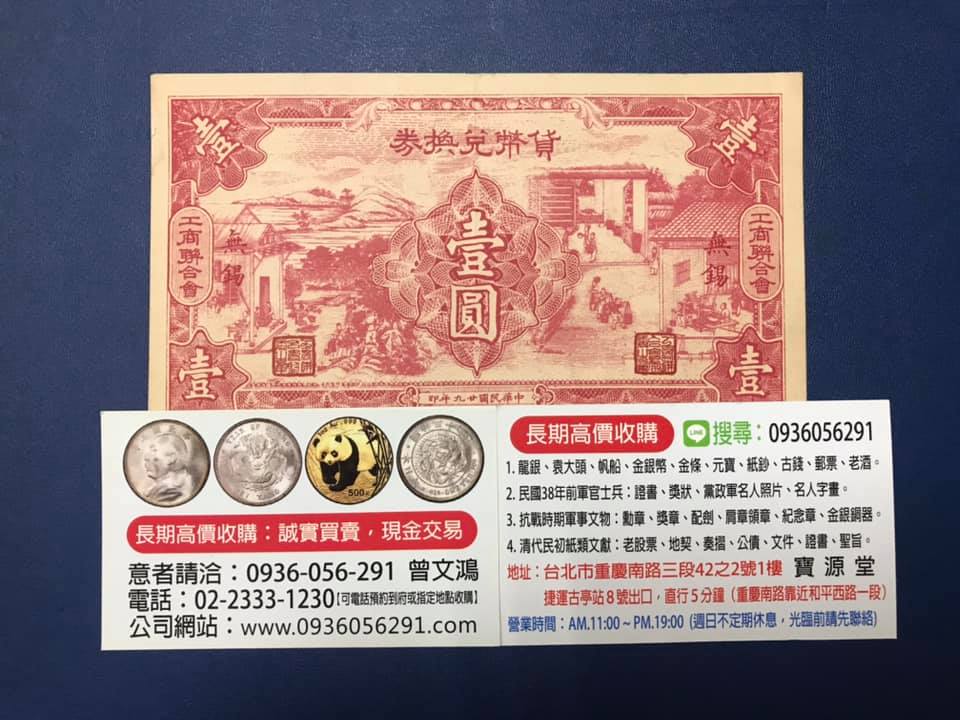 壹 壹
貨幣兌換券
工商聯合會 工商聯合會
無錫 無錫
壹圓
壹 壹
中華民國廿九年印
500元
長期高價收購：誠實買賣，現金交易
意者請洽：0936-056-291 曾文鴻
電話：02-2333-1230【可電話預約到府或指定地點收購】
公司網站：www.0936056291.com
長期高價收購 LINE 搜尋：0936056291
1. 龍銀、袁大頭、帆船、金銀幣、金條、元寶、紙鈔、古錢、郵票、老酒。
2. 民國38年前軍官士兵：證書、獎狀、黨政軍名人照片、名人字畫。
3. 抗戰時期軍事文物：勳章、獎章、配劍、肩章領章、紀念章、金銀銅器。
4. 清代民初紙類文獻：老股票、地契、奏摺、公債、文件、證書、聖旨。
地址：台北市重慶南路三段42之2號1樓 寶源堂
捷運古亭站8號出口，直行5分鐘（重慶南路靠近和平西路一段）
營業時間：AM.11:00～PM.19:00 (週日不定期休息，光臨前請先聯絡)